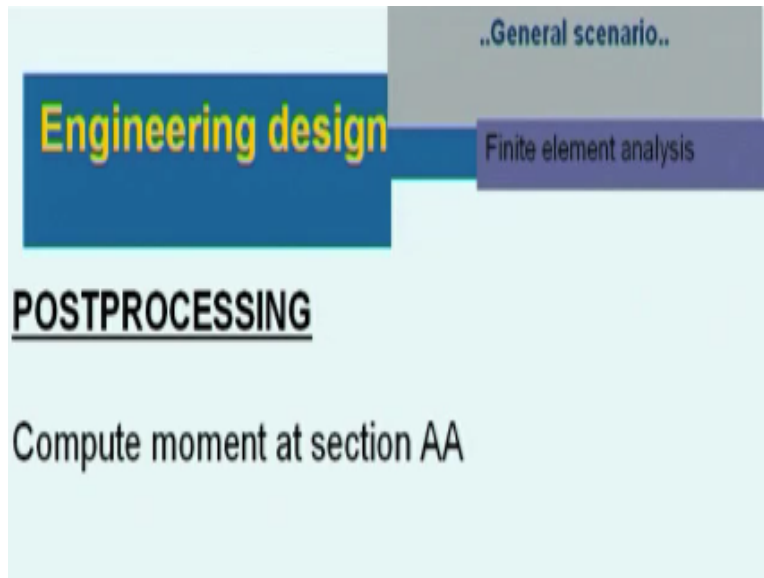 ..General scenario..
Engineering design
Finite element analysis
POSTPROCESSING
Compute moment at section AA